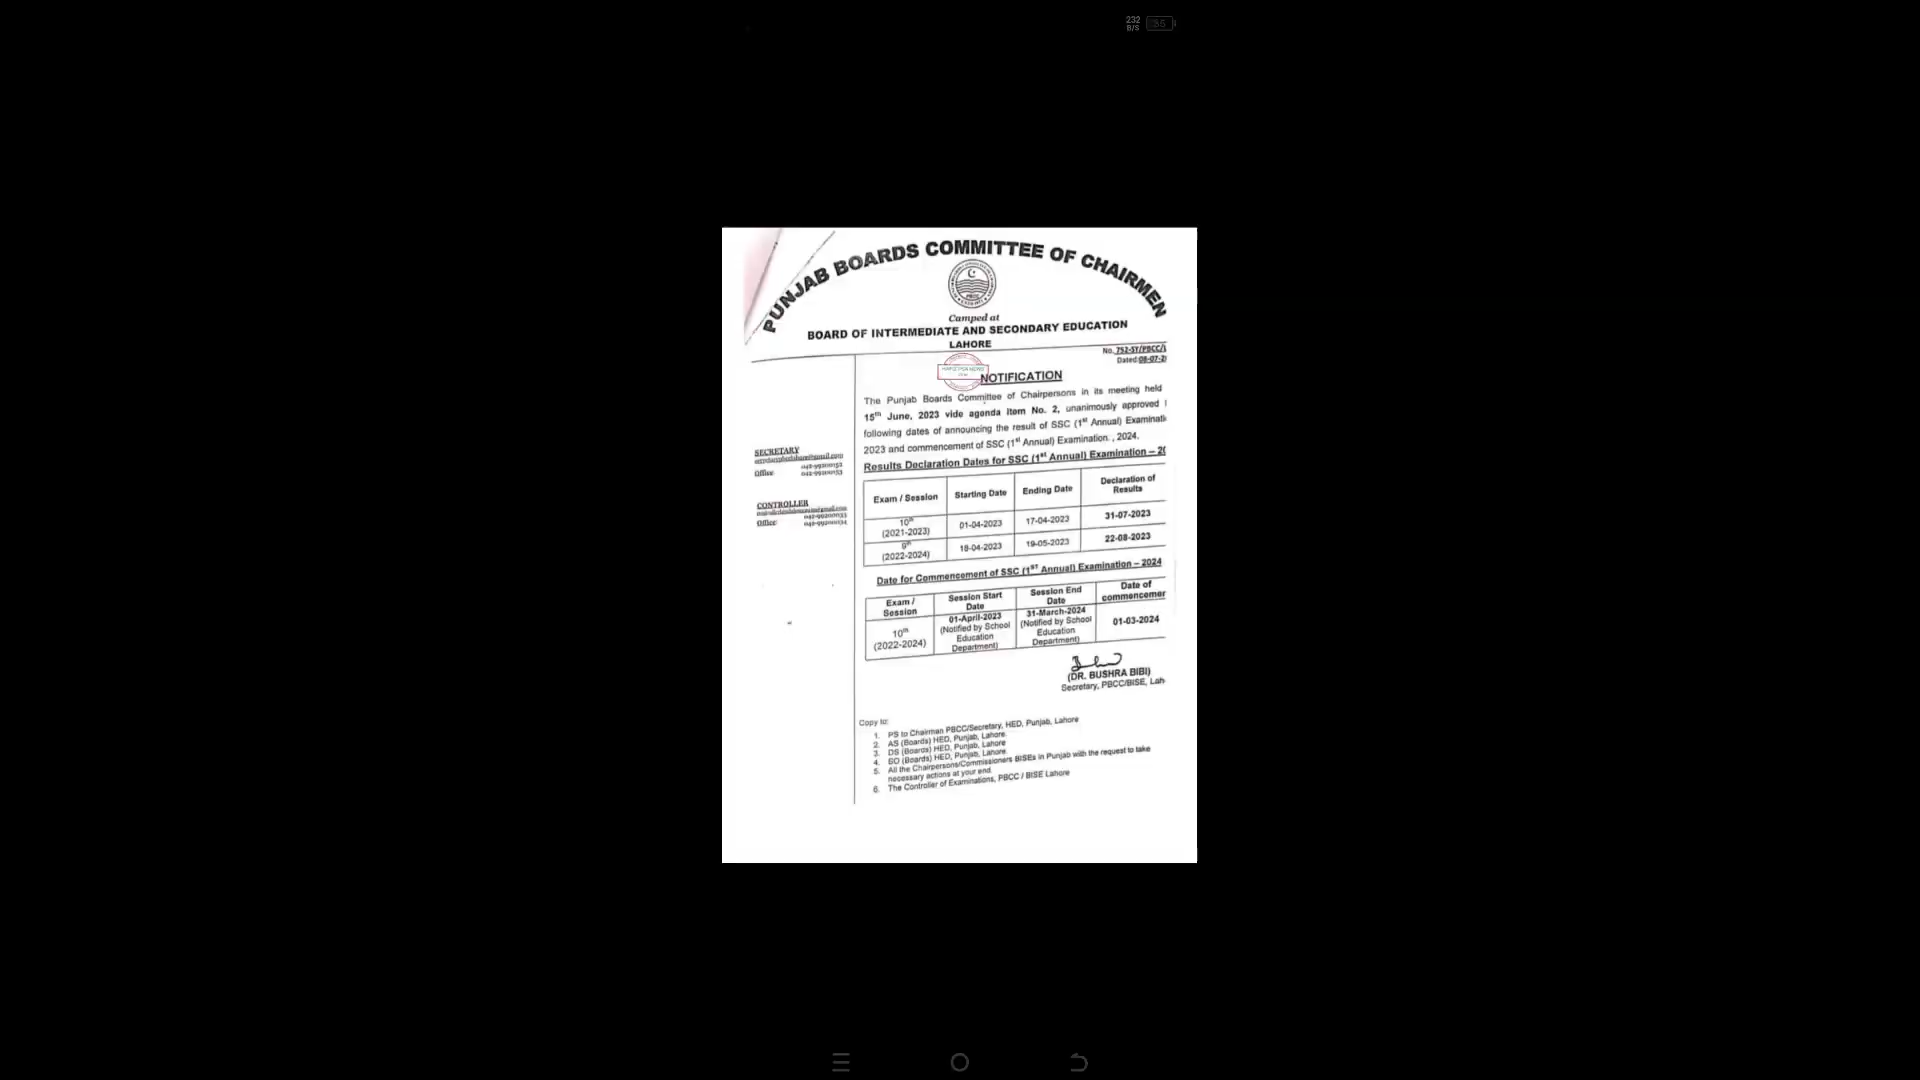 232
B/S
55
PUNJAB BOARDS COMMITTEE OF CHAIRMEN
Camped at
BOARD OF INTERMEDIATE AND SECONDARY EDUCATION
LAHORE
No. 752-SY/PBCC/
Dated:08-07-2
NOTIFICATION
The Punjab Boards Committee of Chairpersons in its meeting held
15th June, 2023 vide agenda item No. 2, unanimously approved
following dates of announcing the result of SSC (1st Annual) Examinati
2023 and commencement of SSC (1st Annual) Examination. , 2024.
SECRETARY
Office:
CONTROLLER
Office:
Results Declaration Dates for SSC (1st Annual) Examination – 20
Exam / Session Starting Date Ending Date Declaration of Results
10th (2021-2023) 01-04-2023 17-04-2023 31-07-2023
9th (2022-2024) 18-04-2023 19-05-2023 22-08-2023
Date for Commencement of SSC (1ST Annual) Examination – 2024
Exam / Session Session Start Date Session End Date Date of commencemen
10th (2022-2024) 01-April-2023 (Notified by School Education Department) 31-March-2024 (Notified by School Education Department) 01-03-2024
(DR. BUSHRA BIBI)
Secretary, PBCC/BISE, Lah
Copy to:
1. PS to Chairman PBCC/Secretary, HED, Punjab, Lahore
2. AS (Boards) HED, Punjab, Lahore.
3. DS (Boards) HED, Punjab, Lahore
4. SO (Boards) HED, Punjab, Lahore.
5. All the Chairpersons/Commissioners BISEs in Punjab with the request to take
necessary actions at your end.
6. The Controller of Examinations, PBCC / BISE Lahore